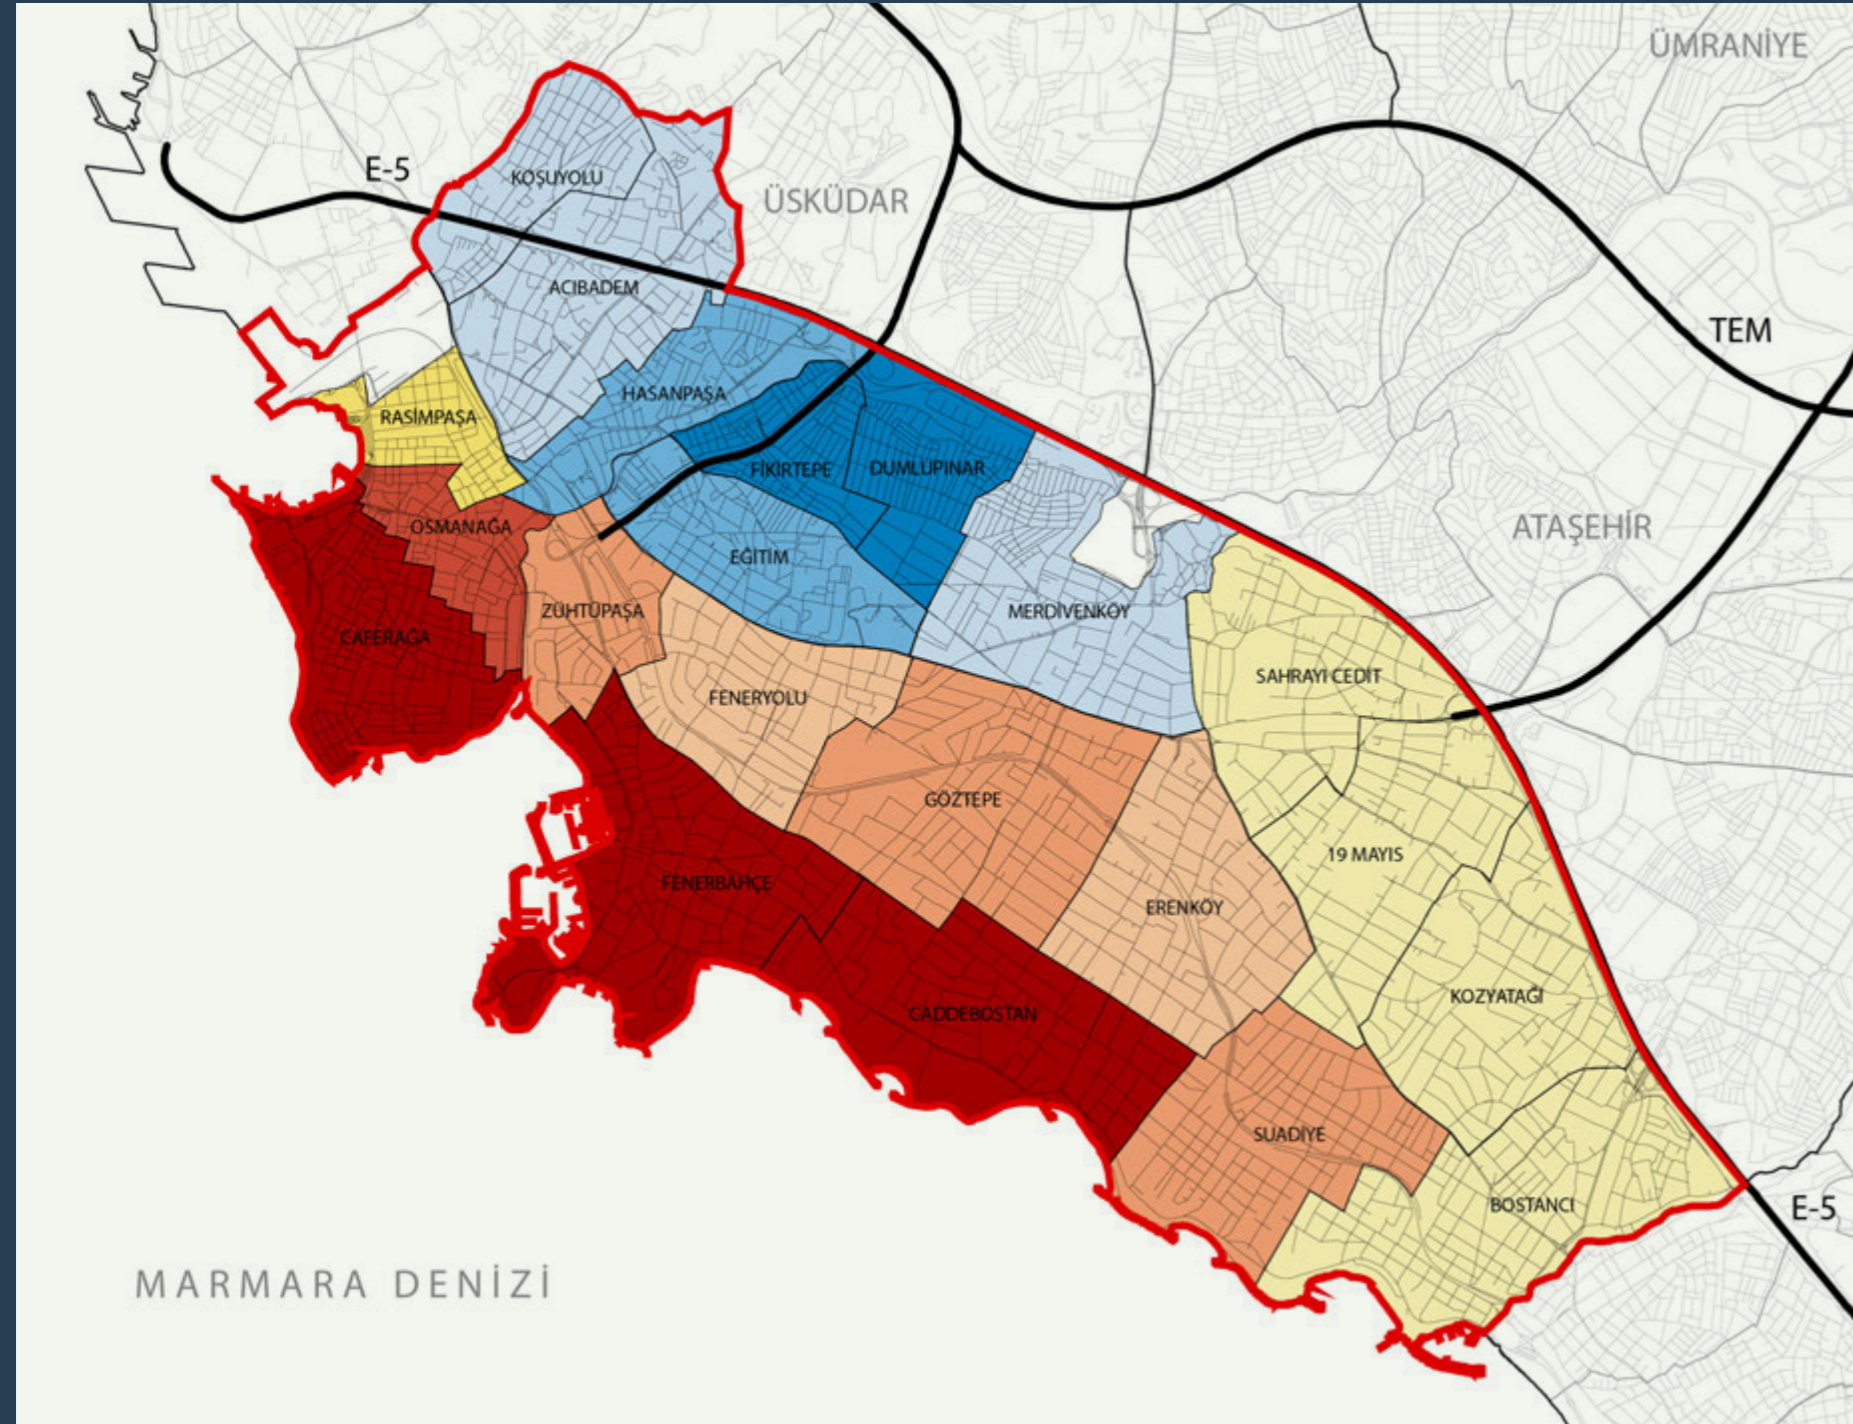 ÜMRANİYE
E-5
KOŞUYOLU
ÜSKÜDAR
ACIBADEM
TEM
HASANPAŞA
RASİMPAŞA
FİKİRTEPE
DUMLUPINAR
OSMANAĞA
ATAŞEHİR
EĞİTİM
ZÜHTÜPAŞA
MERDİVENKÖY
CAFERAĞA
SAHRAYI CEDİT
FENERYOLU
GÖZTEPE
19 MAYIS
FENERBAHÇE
ERENKÖY
KOZYATAĞI
CADDEBOSTAN
SUADİYE
BOSTANCI
E-5
MARMARA DENİZİ